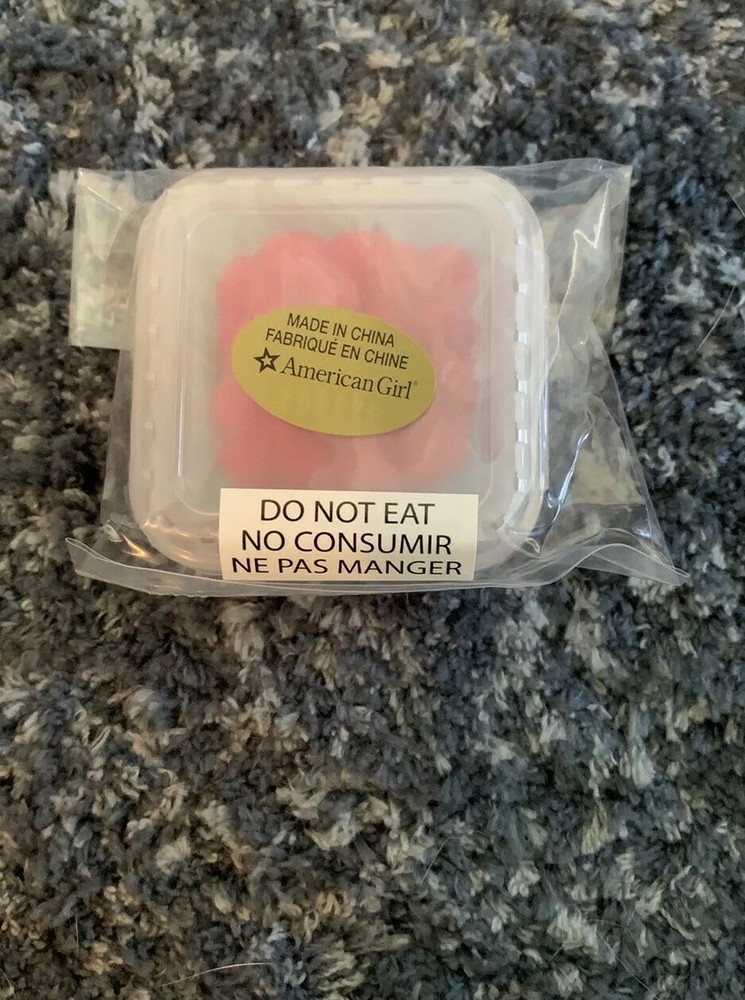 MADE IN CHINA
FABRIQUÉ EN CHINE
American Girl®
DO NOT EAT
NO CONSUMIR
NE PAS MANGER